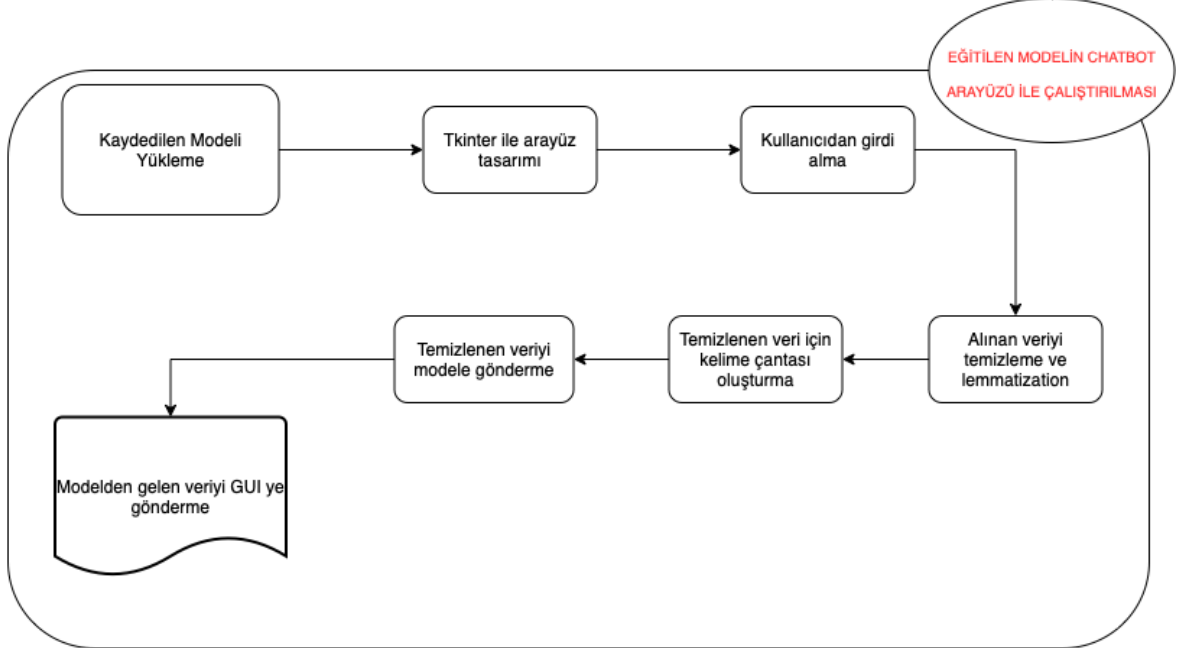 EĞİTİLEN MODELİN CHATBOT
ARAYÜZÜ İLE ÇALIŞTIRILMASI
Kaydedilen Modeli
Yükleme
Tkinter ile arayüz
tasarımı
Kullanıcıdan girdi
alma
Alınan veriyi
temizleme ve
lemmatization
Temizlenen veri için
kelime çantası
oluşturma
Temizlenen veriyi
modele gönderme
Modelden gelen veriyi GUI ye
gönderme